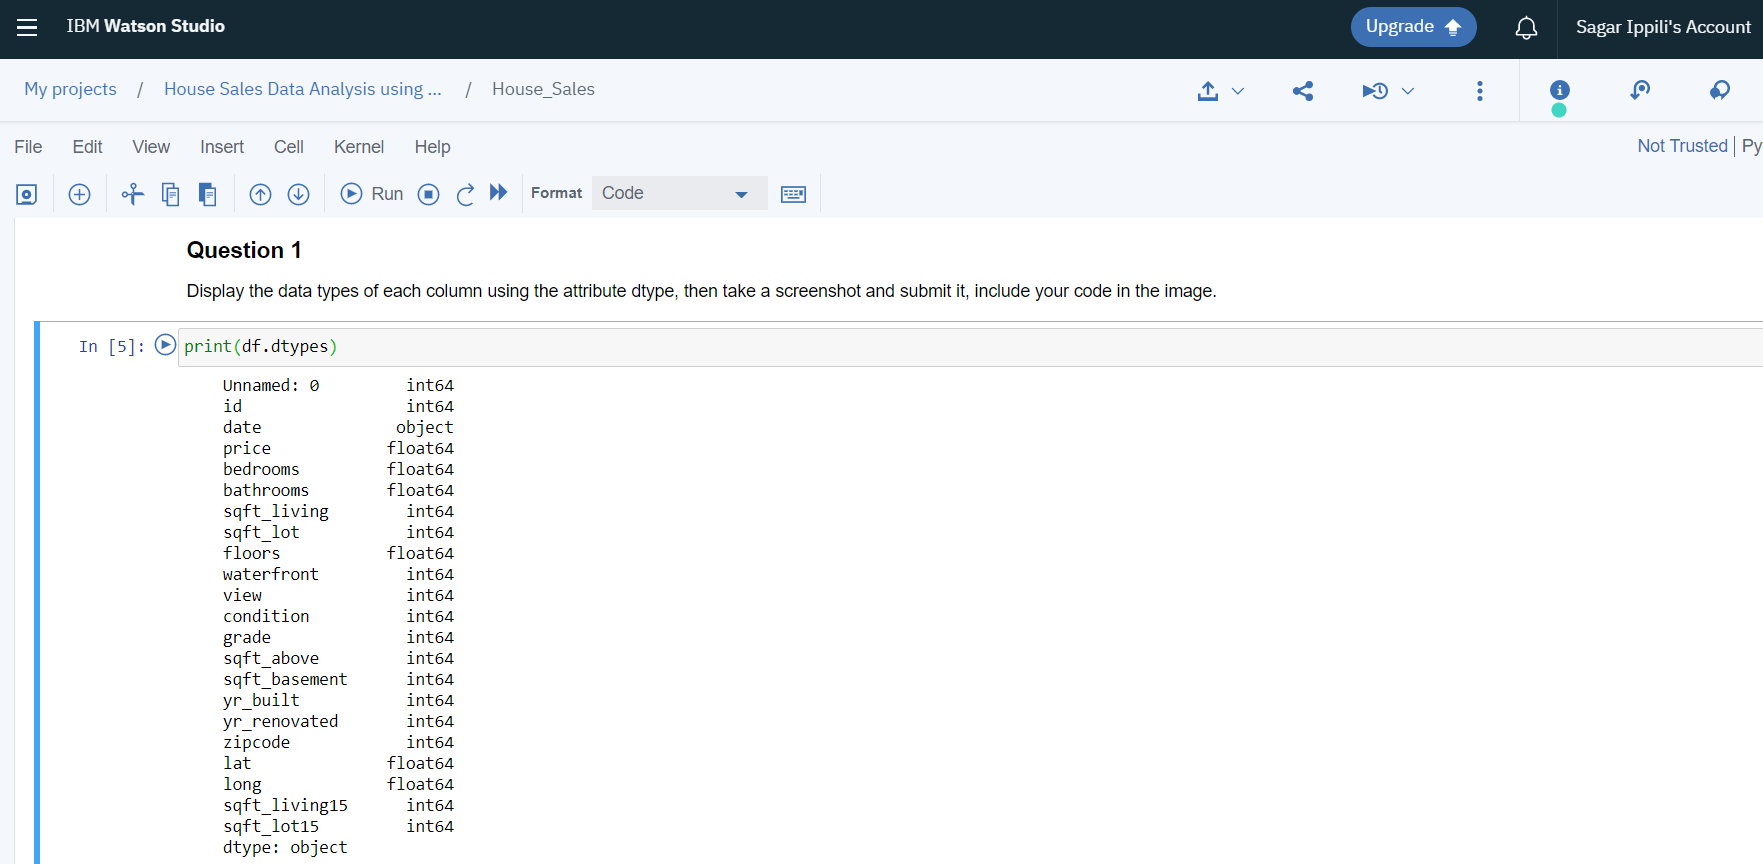 IBM Watson Studio
Upgrade
Sagar Ippili's Account
My projects / House Sales Data Analysis using ... / House_Sales
File Edit View Insert Cell Kernel Help
Not Trusted | Py
Run
Format
Code
Question 1
Display the data types of each column using the attribute dtype, then take a screenshot and submit it, include your code in the image.
In [5]: print(df.dtypes)
Unnamed: 0 int64
id int64
date object
price float64
bedrooms float64
bathrooms float64
sqft_living int64
sqft_lot int64
floors float64
waterfront int64
view int64
condition int64
grade int64
sqft_above int64
sqft_basement int64
yr_built int64
yr_renovated int64
zipcode int64
lat float64
long float64
sqft_living15 int64
sqft_lot15 int64
dtype: object